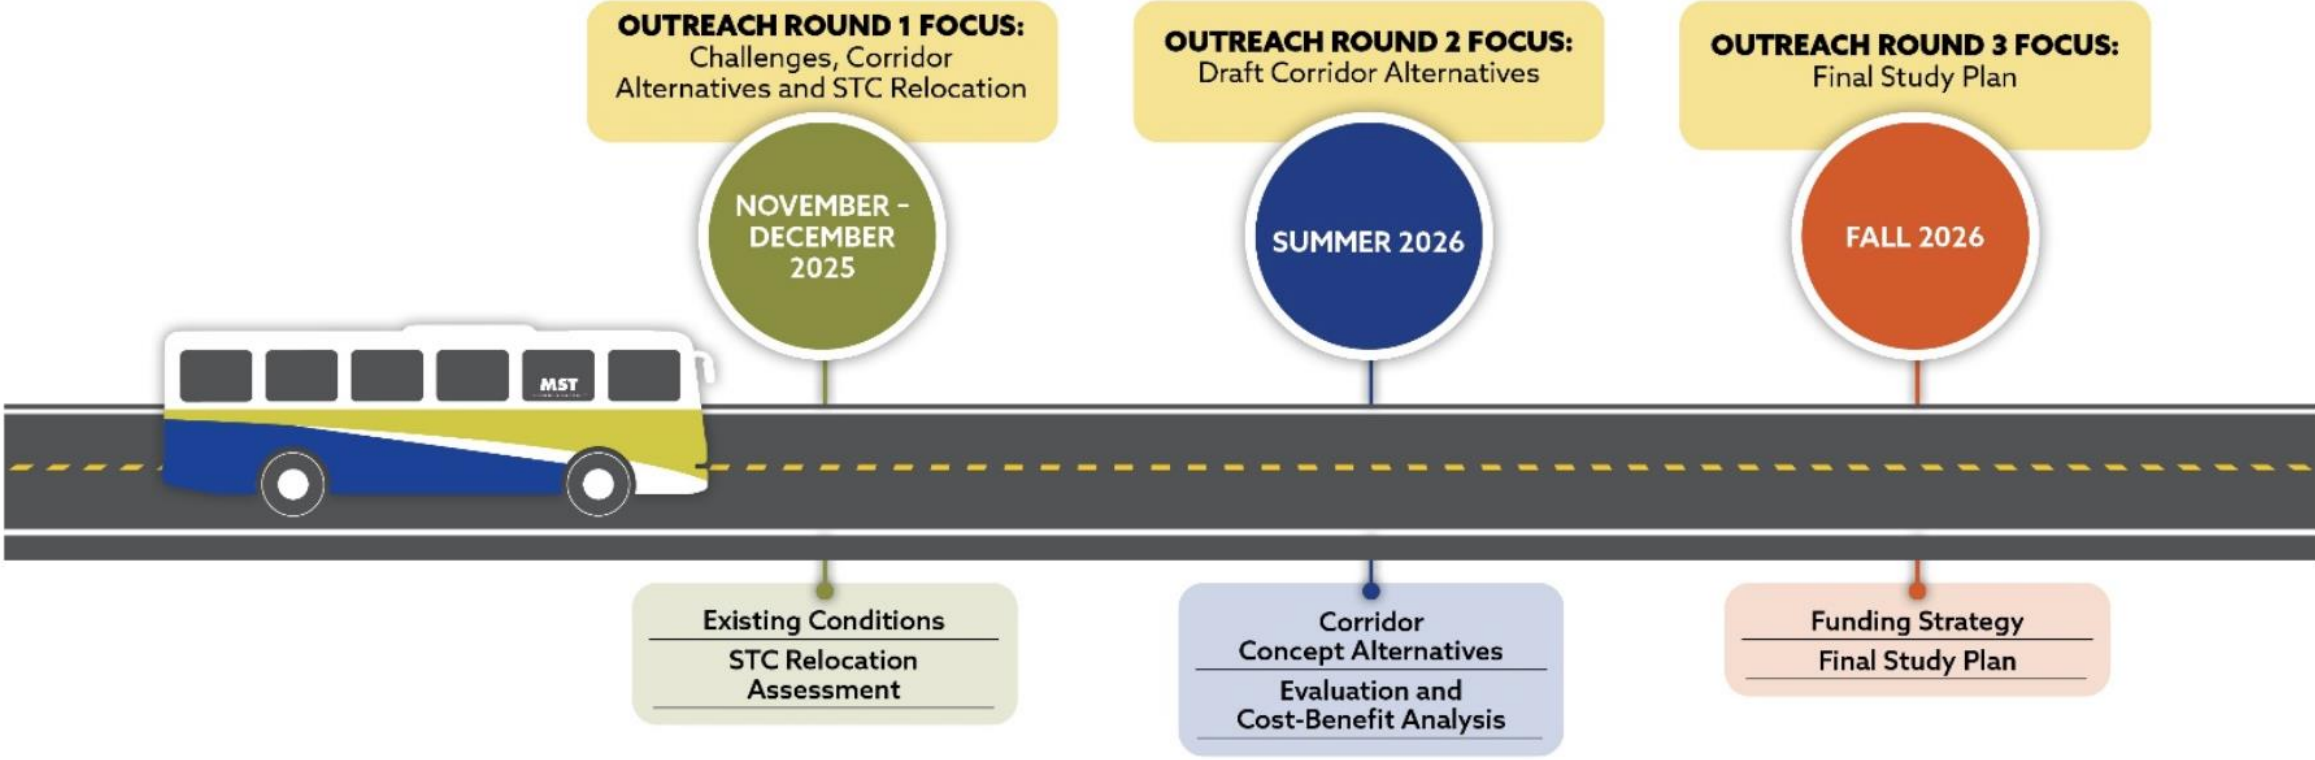 OUTREACH ROUND 1 FOCUS:
Challenges, Corridor
Alternatives and STC Relocation
NOVEMBER -
DECEMBER
2025
OUTREACH ROUND 2 FOCUS:
Draft Corridor Alternatives
SUMMER 2026
OUTREACH ROUND 3 FOCUS:
Final Study Plan
FALL 2026
MST
Existing Conditions
STC Relocation
Assessment
Corridor
Concept Alternatives
Evaluation and
Cost-Benefit Analysis
Funding Strategy
Final Study Plan